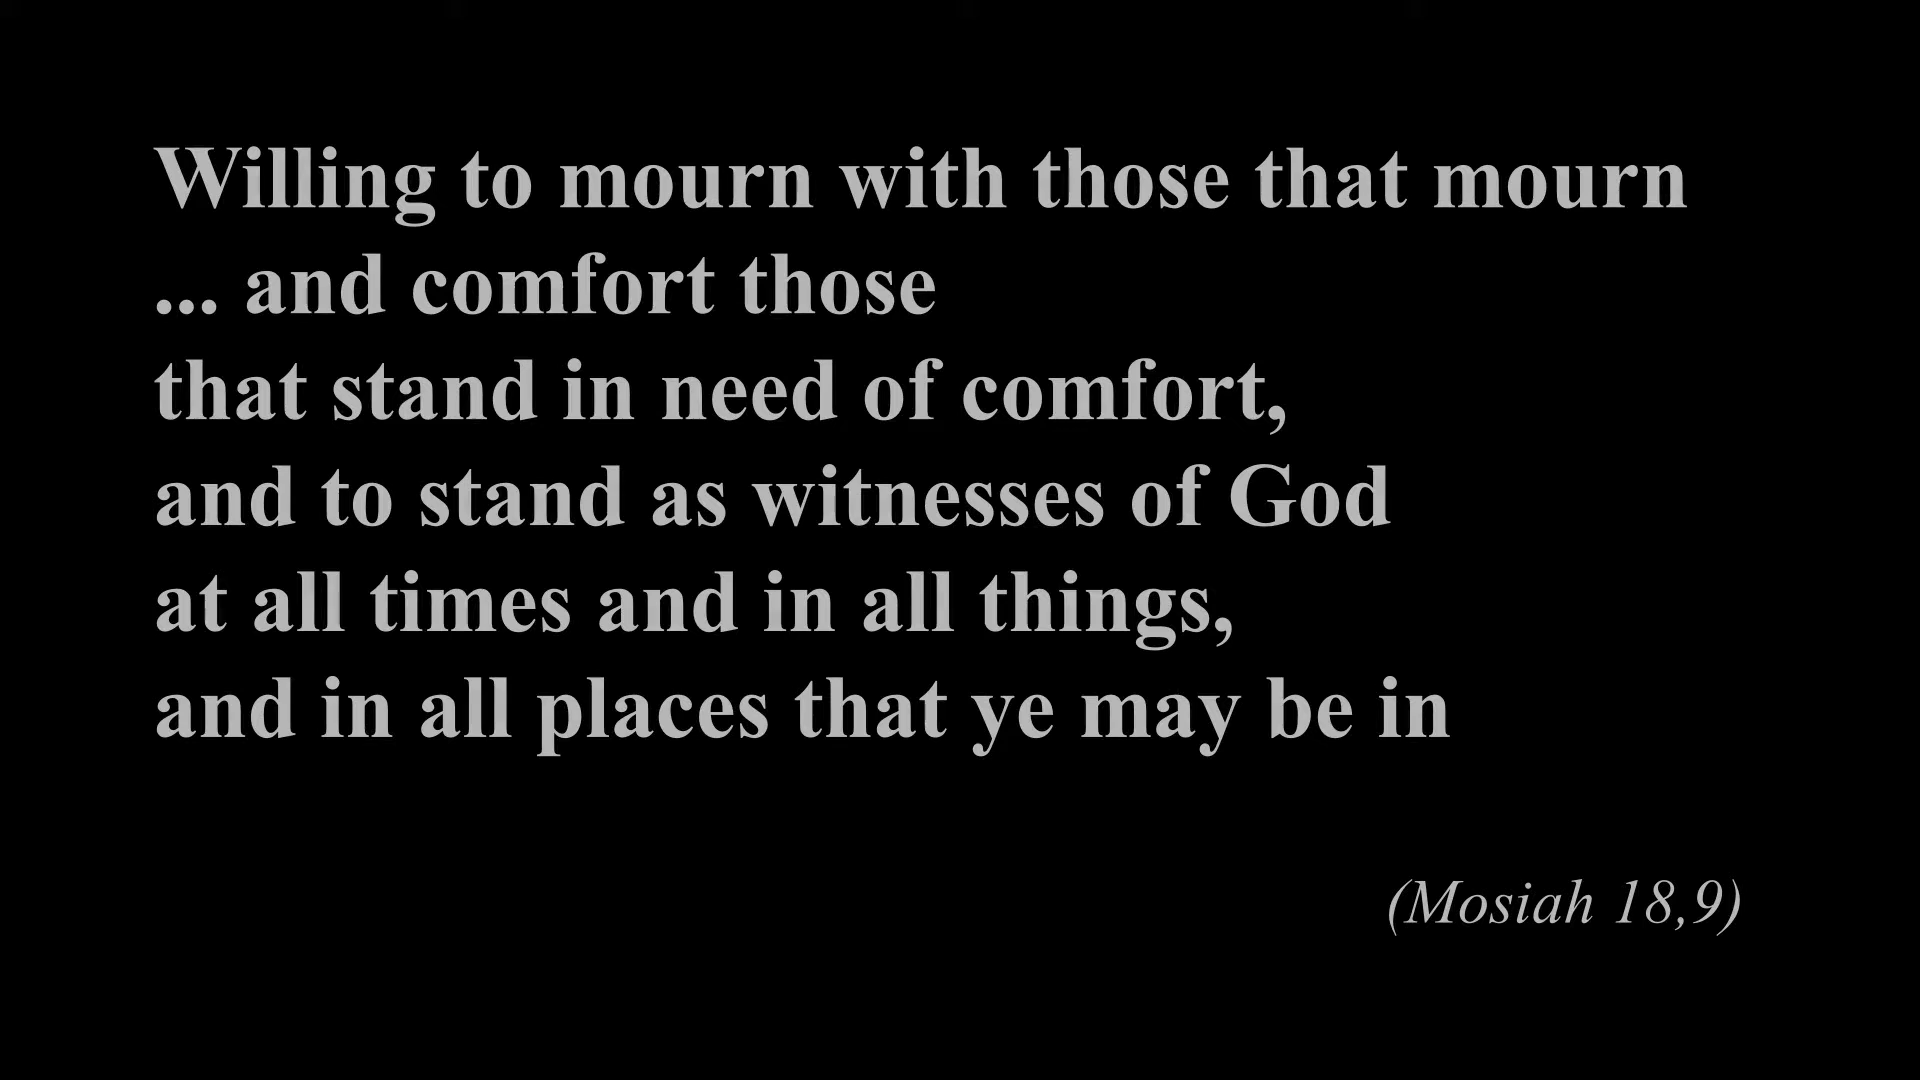 Willing to mourn with those that mourn
... and comfort those
that stand in need of comfort,
and to stand as witnesses of God
at all times and in all things,
and in all places that ye may be in
(Mosiah 18,9)